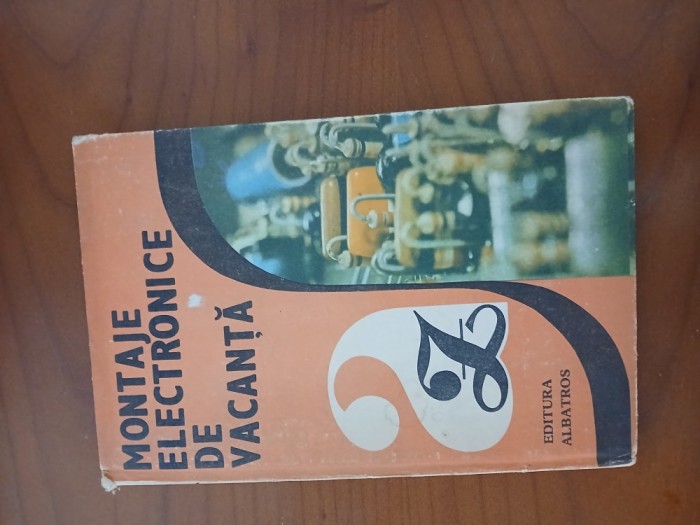 MONTAJE
ELECTRONICE
DE
VACANȚĂ
EDITURA
ALBATROS